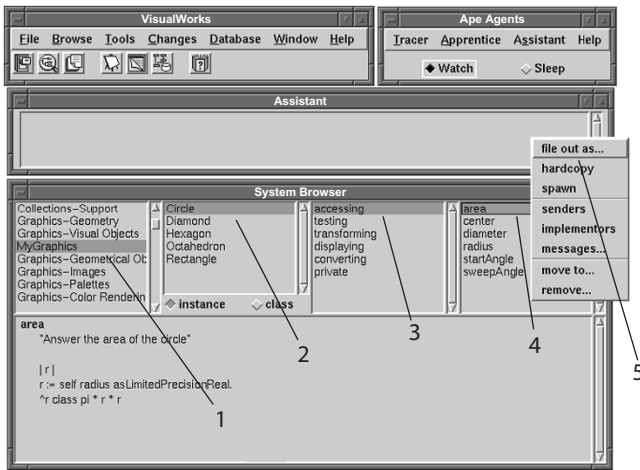 VisualWorks
File Browse Tools Changes Database Window Help
Ape Agents
Tracer Apprentice Assistant Help
Watch Sleep
Assistant
System Browser
Collections-Support
Graphics-Geometry
Graphics-Visual Objects
MyGraphics
Graphics-Geometrical Ob
Graphics-Images
Graphics-Palettes
Graphics-Color Renderin
Circle
Diamond
Hexagon
Octahedron
Rectangle
instance class
accessing
testing
transforming
displaying
converting
private
area
center
diameter
radius
startAngle
sweepAngle
file out as...
hardcopy
spawn
senders
implementors
messages...
move to...
remove...
area
"Answer the area of the circle"
| r |
r := self radius asLimitedPrecisionReal.
^r class pi * r * r
1
2
3
4
5